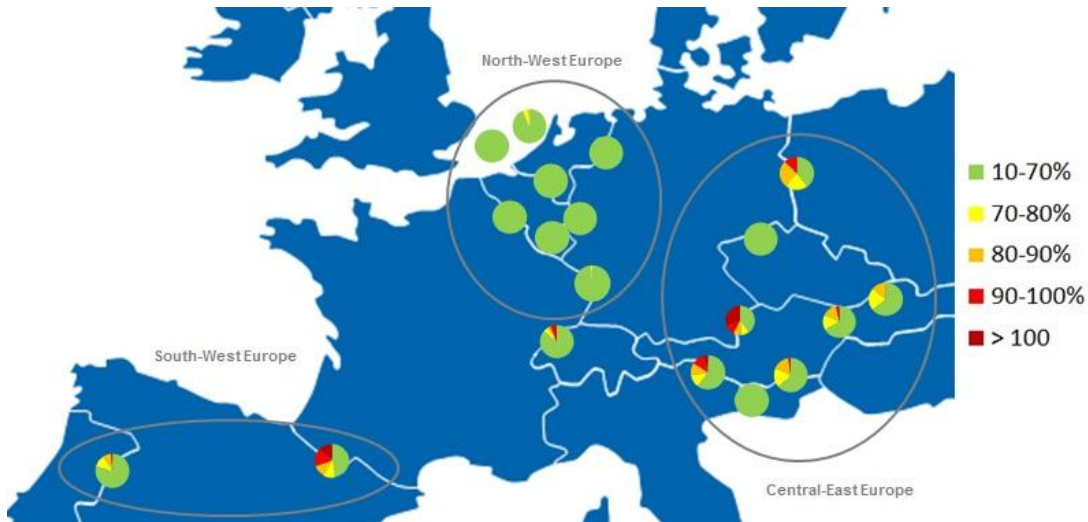 North-West Europe
10-70%
70-80%
80-90%
90-100%
> 100
South-West Europe
Central-East Europe